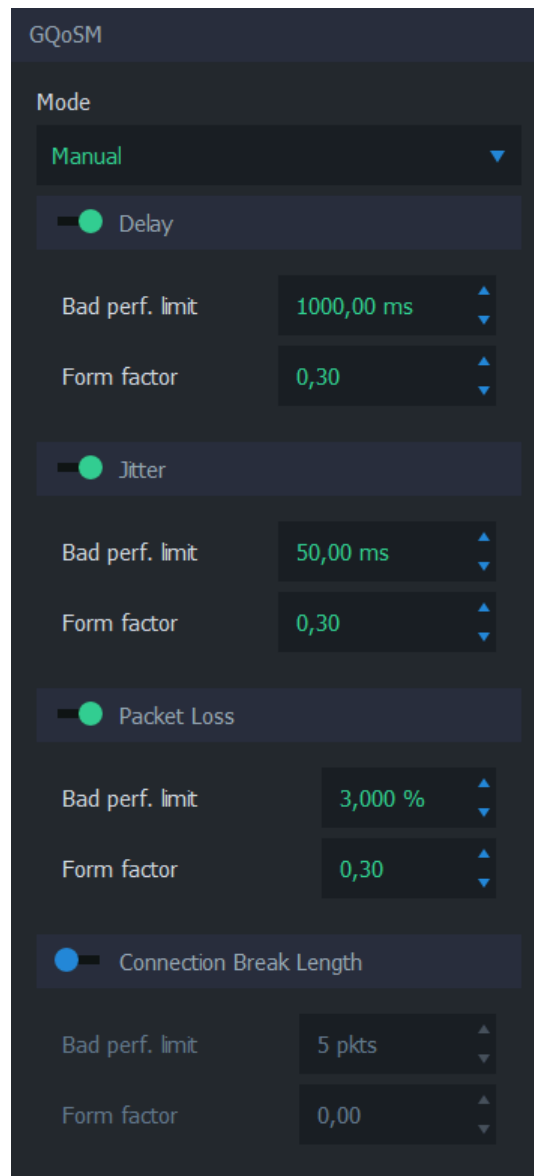 GQoSM
Mode
Manual
Delay
Bad perf. limit 1000,00 ms
Form factor 0,30
Jitter
Bad perf. limit 50,00 ms
Form factor 0,30
Packet Loss
Bad perf. limit 3,000 %
Form factor 0,30
Connection Break Length
Bad perf. limit 5 pkts
Form factor 0,00